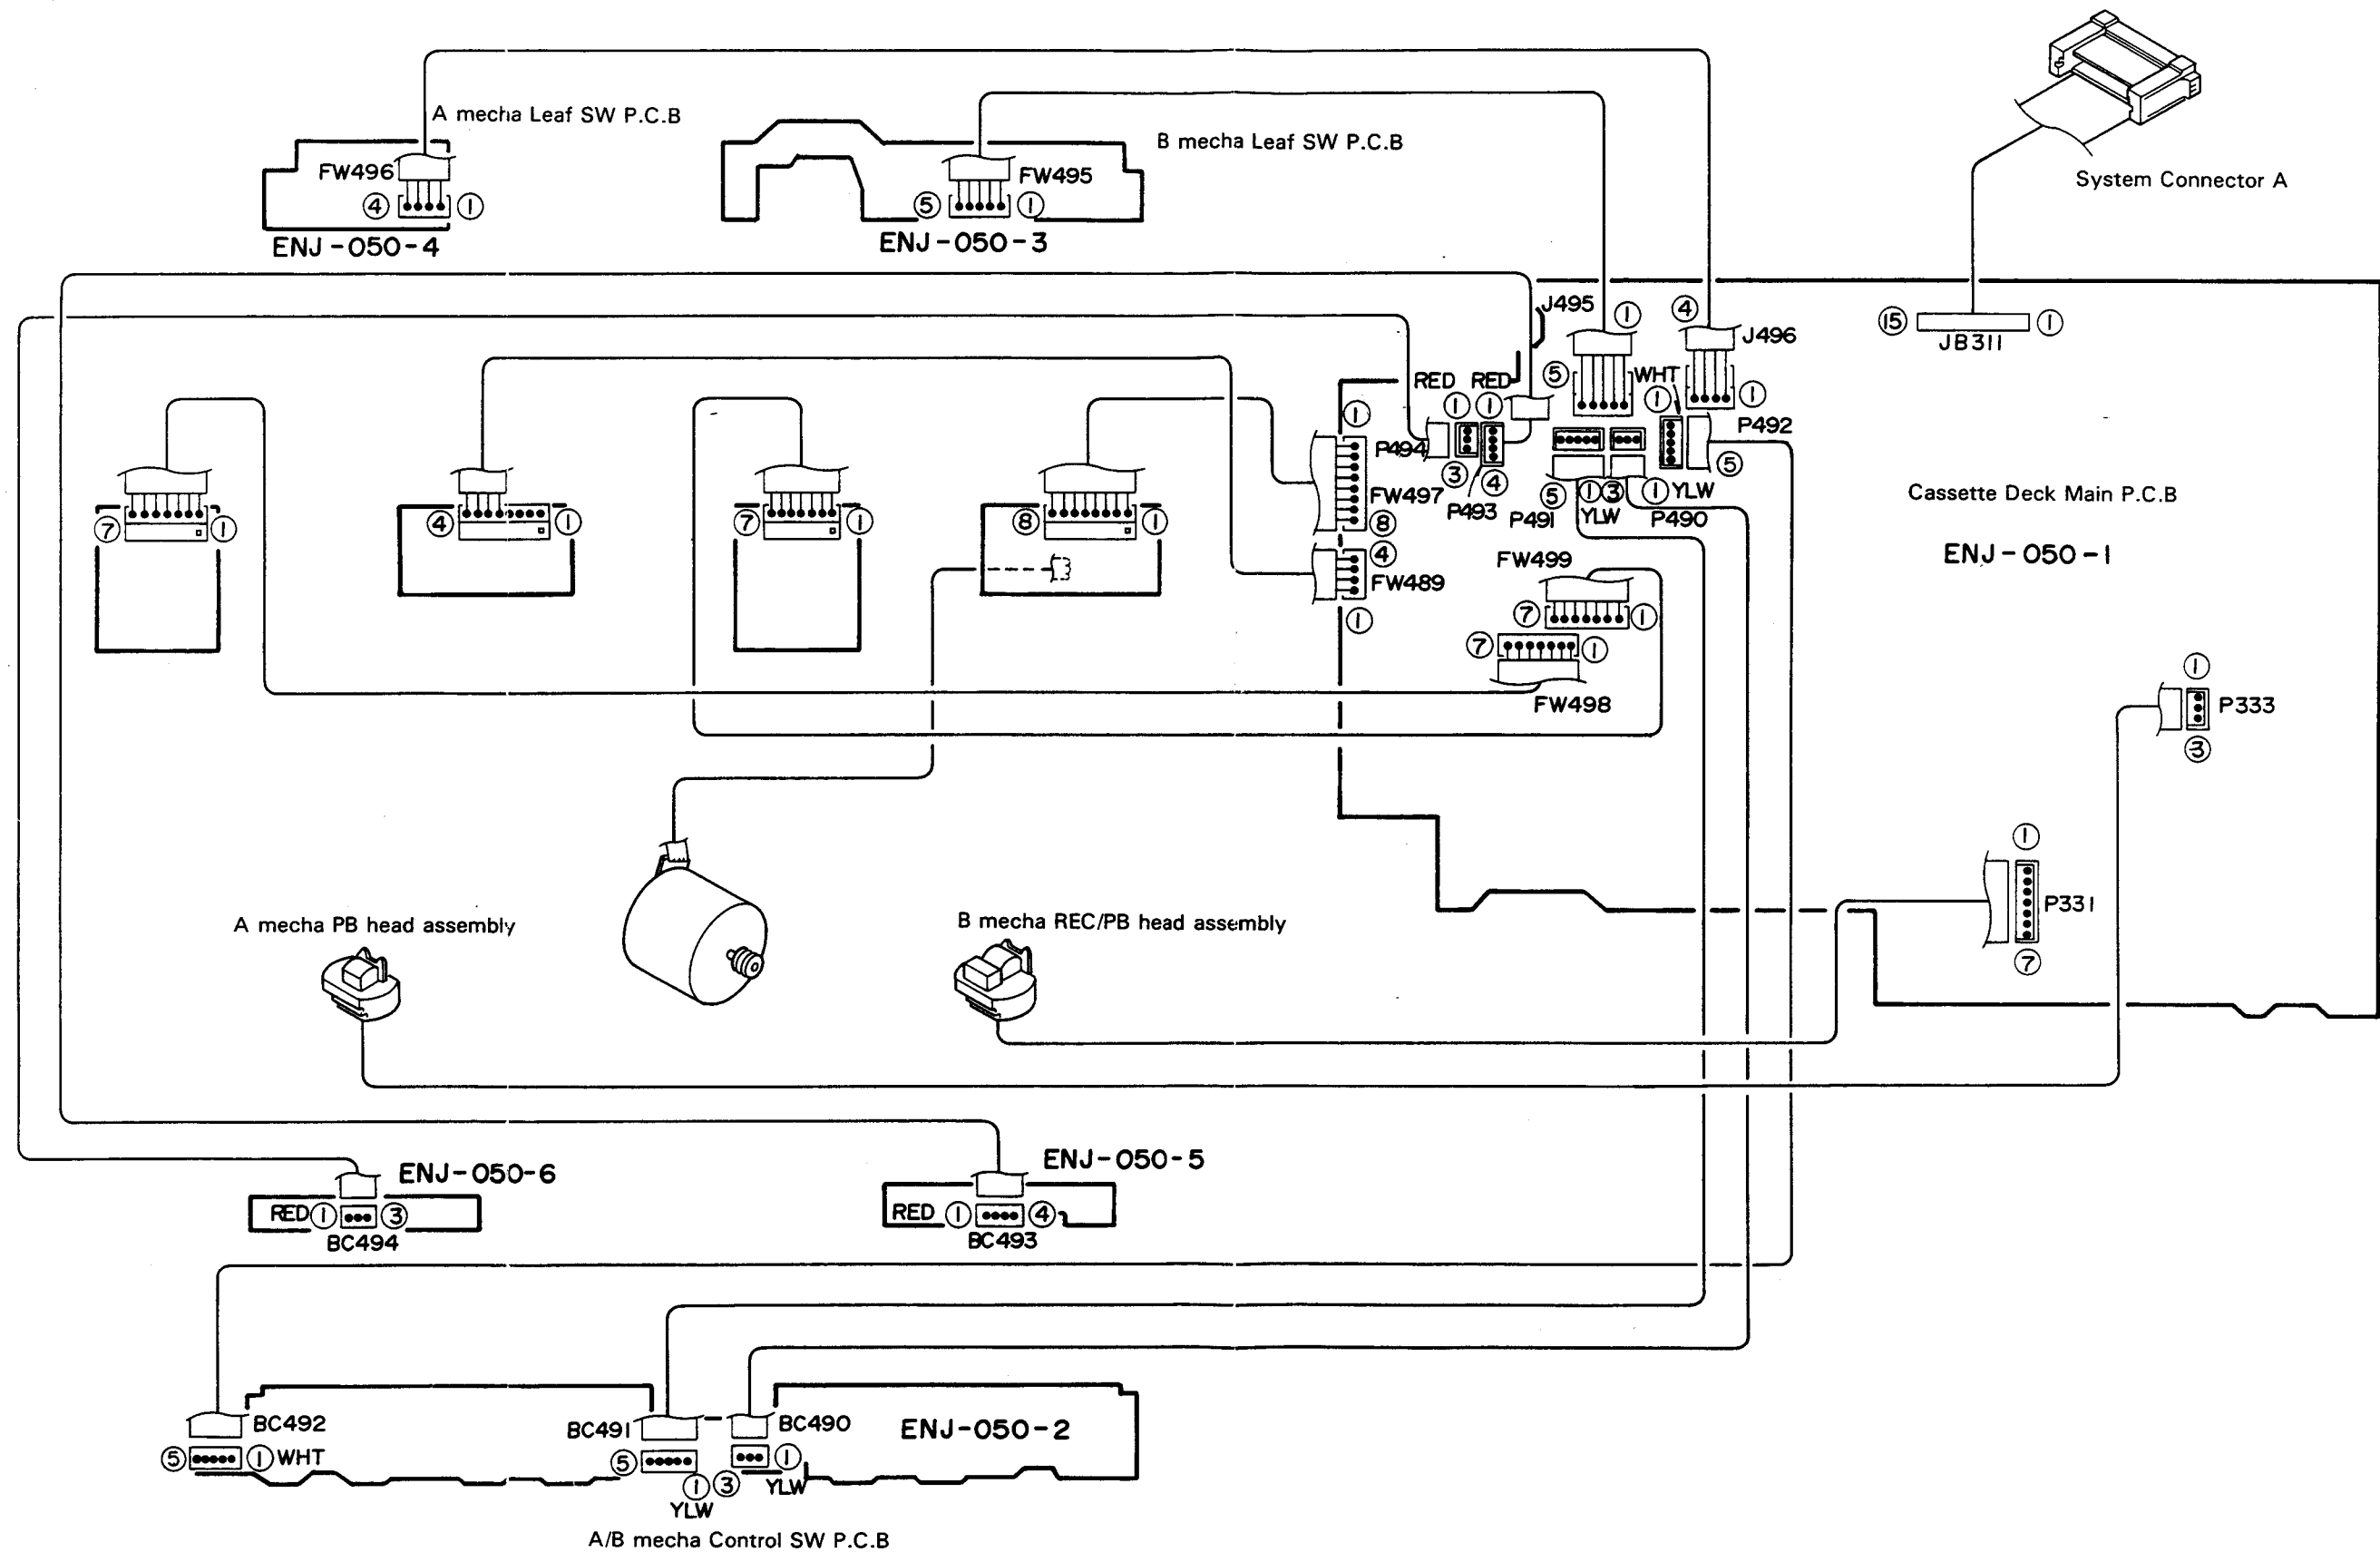 A mecha Leaf SW P.C.B
B mecha Leaf SW P.C.B
System Connector A
FW496
④ ①
ENJ-050-4
FW495
⑤ ①
ENJ-050-3
J495
①
④
J496
⑮ ①
JB311
RED RED
⑤
WHT
①
①
① ①
①
P494
P492
③
④
⑤
FW497
P493
⑧
⑤ ① ③ ① YLW
P491 YLW P490
Cassette Deck Main P.C.B
ENJ-050-1
⑦ ①
④ ①
⑦ ①
⑧ ①
④
FW489
①
FW499
⑦ ①
⑦ ①
FW498
①
P333
③
①
P331
⑦
A mecha PB head assembly
B mecha REC/PB head assembly
ENJ-050-6
RED ① ③
BC494
ENJ-050-5
RED ① ④
BC493
BC492
⑤ ① WHT
BC491
⑤
① YLW
BC490
①
③ YLW
ENJ-050-2
A/B mecha Control SW P.C.B